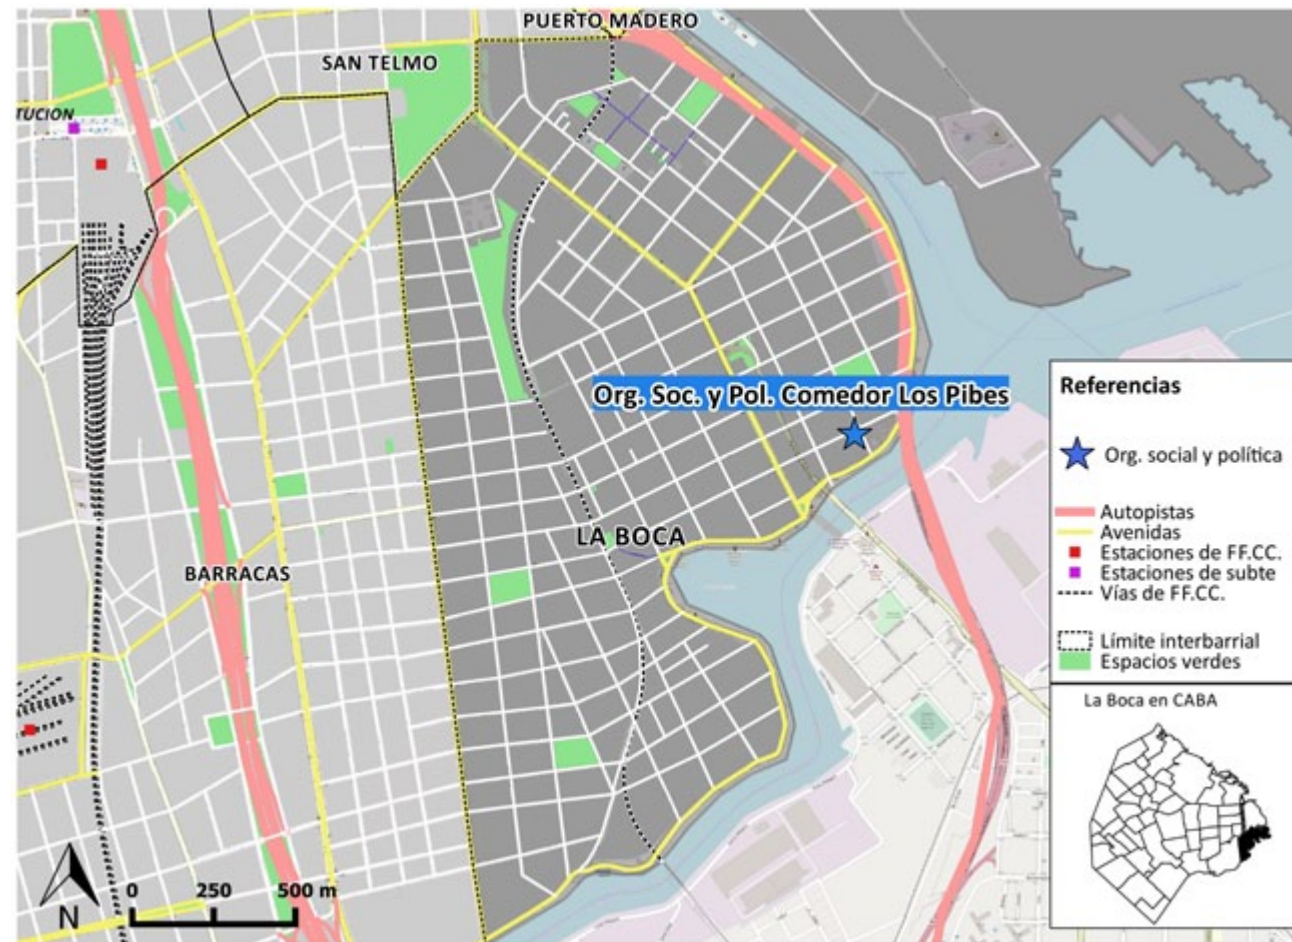 PUERTO MADERO
SAN TELMO
TUCION
Org. Soc. y Pol. Comedor Los Pibes
LA BOCA
BARRACAS
N
0 250 500 m
Referencias
Org. social y política
Autopistas
Avenidas
Estaciones de FF.CC.
Estaciones de subte
Vías de FF.CC.
Límite interbarrial
Espacios verdes
La Boca en CABA